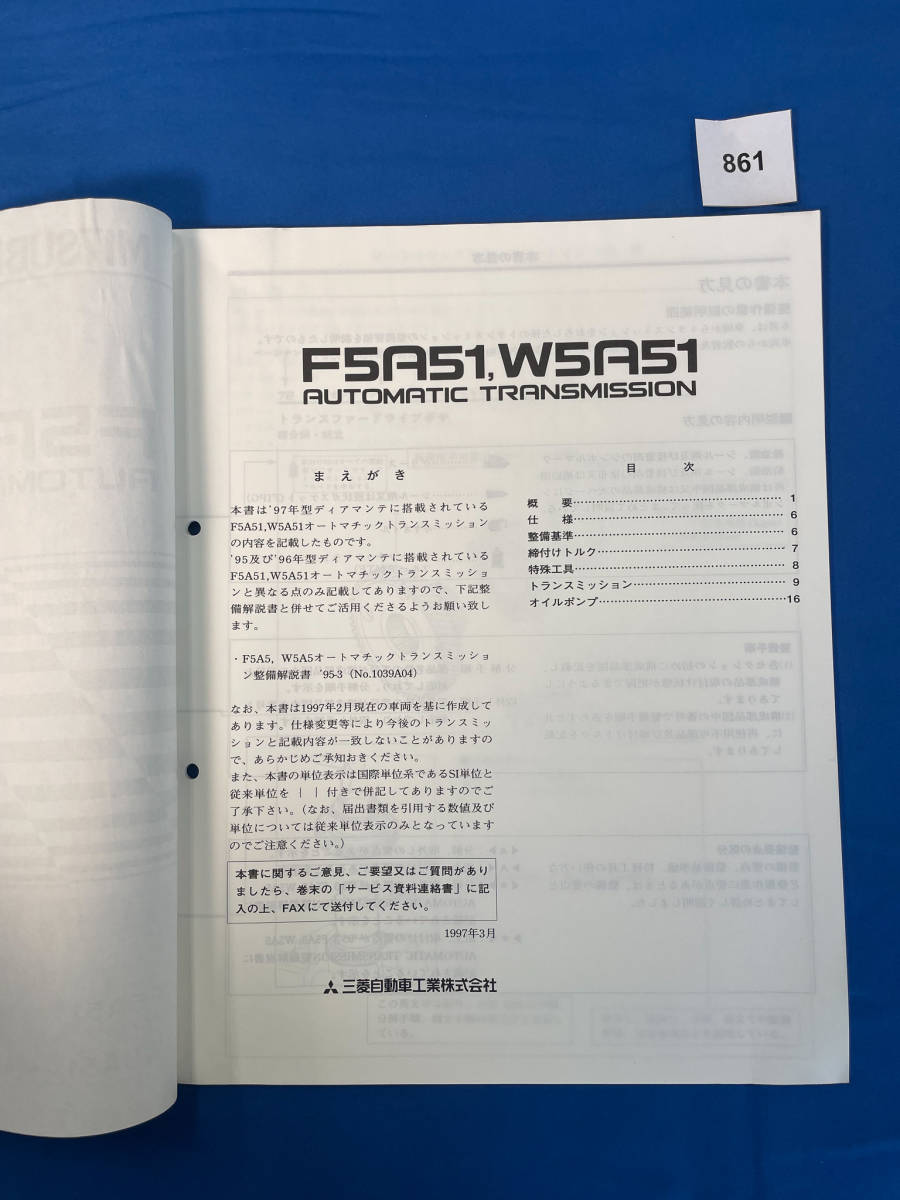 861
F5A51, W5A51
AUTOMATIC TRANSMISSION
まえがき
本書は'97年型ディアマンテに搭載されている
F5A51,W5A51オートマチックトランスミッション
の内容を記載したものです。
'95及び'96年型ディアマンテに搭載されている
F5A51,W5A51オートマチックトランスミッショ
ンと異なる点のみ記載してありますので、下記整
備解説書と併せてご活用くださるようお願い致し
ます。
・F5A5, W5A5オートマチックトランスミッショ
ン整備解説書 '95-3 (No.1039A04)
なお、本書は1997年2月現在の車両を基に作成して
あります。仕様変更等により今後のトランスミッ
ションと記載内容が一致しないことがありますの
で、あらかじめご承知おきください。
また、本書の単位表示は国際単位系であるSI単位と
従来単位を | | 付きで併記してありますのでご
了承下さい。(なお、届出書類を引用する数値及び
単位については従来単位表示のみとなっています
のでご注意ください。)
本書に関するご意見、ご要望又はご質問があり
ましたら、巻末の「サービス資料連絡書」に記
入の上、FAXにて送付してください。
1997年3月
三菱自動車工業株式会社
目 次
概 要……………………………………1
仕 様……………………………………6
整備基準……………………………………6
締付けトルク……………………………………7
特殊工具……………………………………8
トランスミッション……………………………………9
オイルポンプ……………………………………16